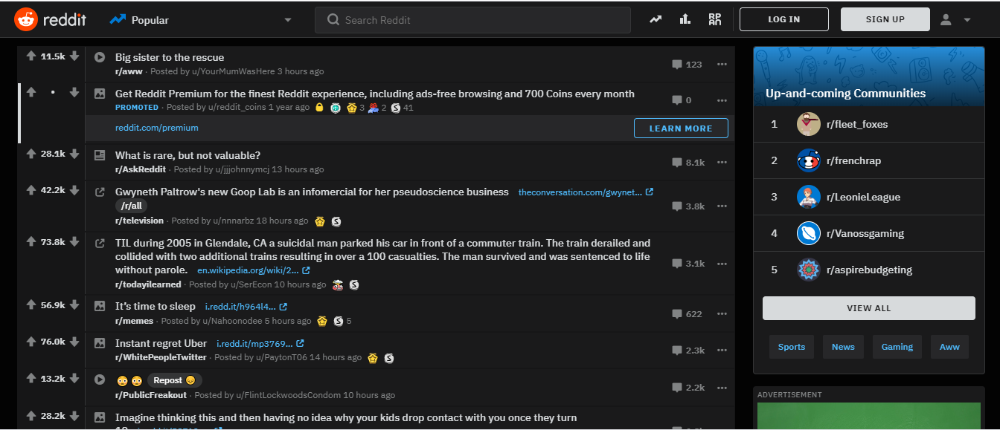 reddit Popular Search Reddit RPAN LOG IN SIGN UP
11.5k Big sister to the rescue
r/aww · Posted by u/YourMumWasHere 3 hours ago 123
Get Reddit Premium for the finest Reddit experience, including ads-free browsing and 700 Coins every month
PROMOTED · Posted by u/reddit_coins 1 year ago 3 2 S 41 0
reddit.com/premium LEARN MORE
28.1k What is rare, but not valuable?
r/AskReddit · Posted by u/jjjohnnymcj 13 hours ago 8.1k
42.2k Gwyneth Paltrow's new Goop Lab is an infomercial for her pseudoscience business theconversation.com/gwynet...
/r/all
r/television · Posted by u/nnnarbz 18 hours ago S 3.8k
73.8k TIL during 2005 in Glendale, CA a suicidal man parked his car in front of a commuter train. The train derailed and
collided with two additional trains resulting in over a 100 casualties. The man survived and was sentenced to life
without parole. en.wikipedia.org/wiki/2...
r/todayilearned · Posted by u/SerEcon 10 hours ago S 3.1k
56.9k It's time to sleep i.redd.it/h964l4...
r/memes · Posted by u/Nahoonodee 5 hours ago S 5 622
76.0k Instant regret Uber i.redd.it/mp3769...
r/WhitePeopleTwitter · Posted by u/PaytonT06 14 hours ago S 2.3k
13.2k 😳 😳 Repost 😞
r/PublicFreakout · Posted by u/FlintLockwoodsCondom 10 hours ago 2.2k
28.2k Imagine thinking this and then having no idea why your kids drop contact with you once they turn
Up-and-coming Communities
1 r/fleet_foxes
2 r/frenchrap
3 r/LeonieLeague
4 r/Vanossgaming
5 r/aspirebudgeting
VIEW ALL
Sports News Gaming Aww
ADVERTISEMENT